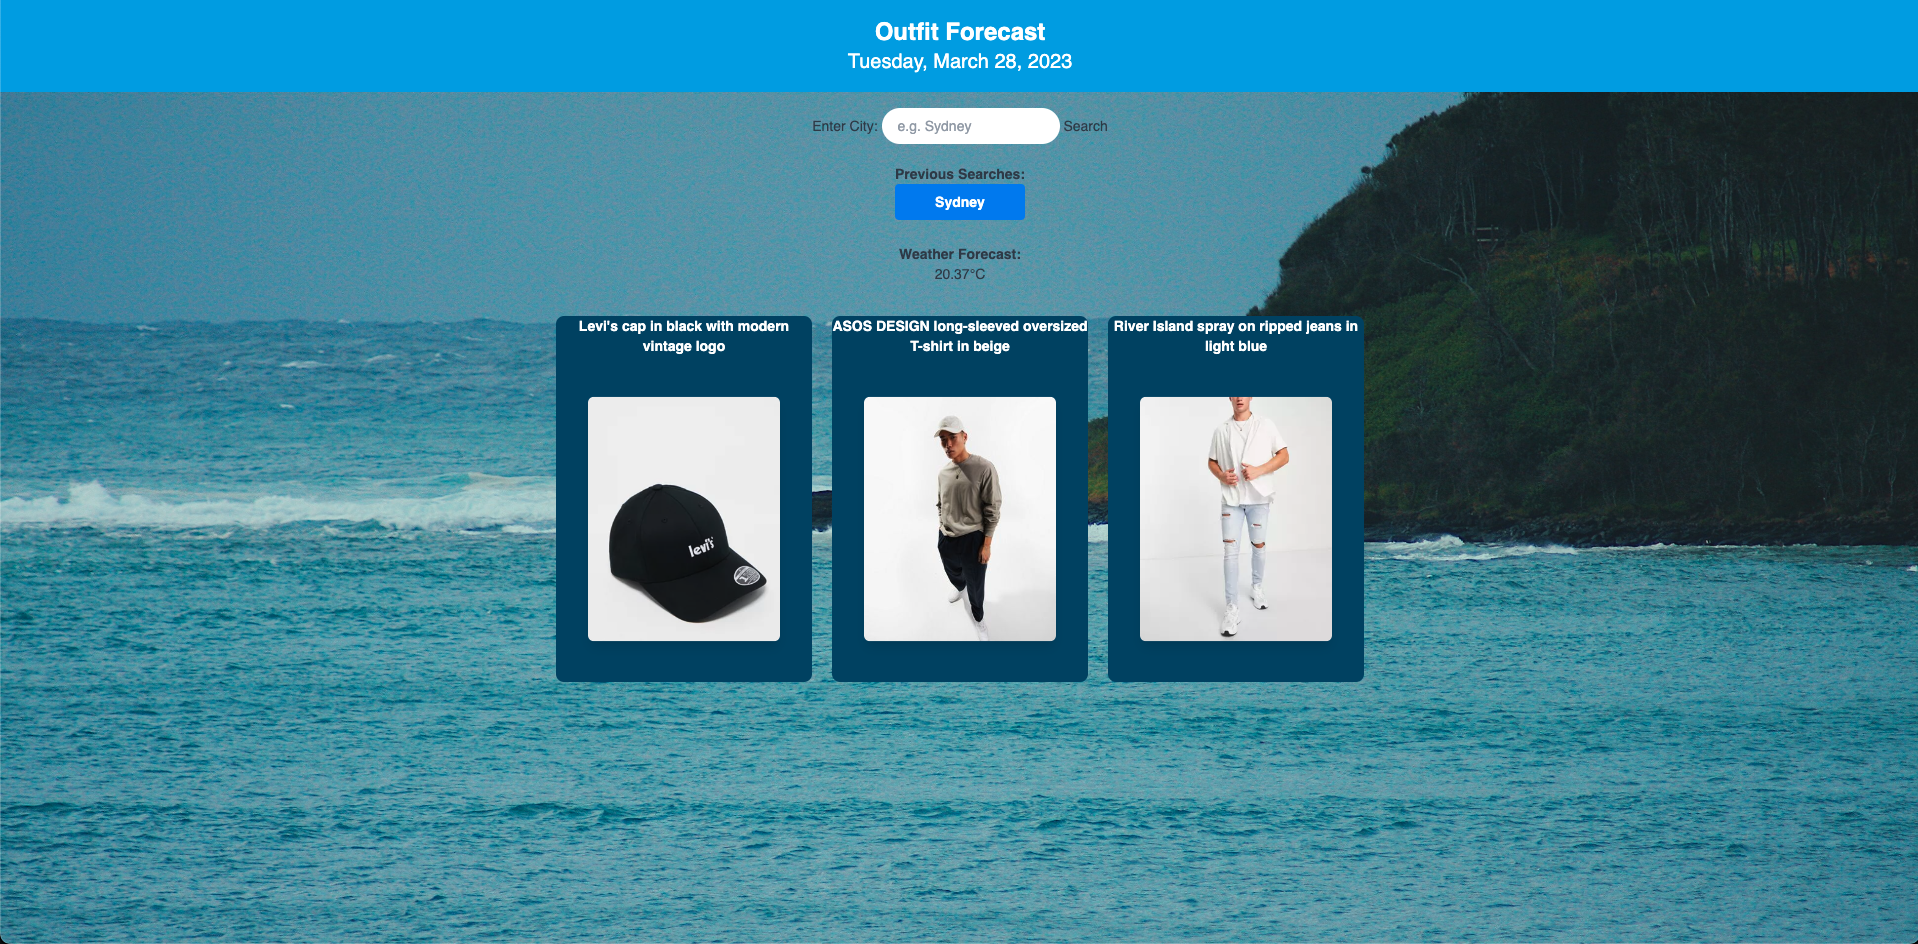 Outfit Forecast
Tuesday, March 28, 2023
Enter City: e.g. Sydney Search
Previous Searches:
Sydney
Weather Forecast:
20.37°C
Levi's cap in black with modern
vintage logo
ASOS DESIGN long-sleeved oversized
T-shirt in beige
River Island spray on ripped jeans in
light blue
levi's